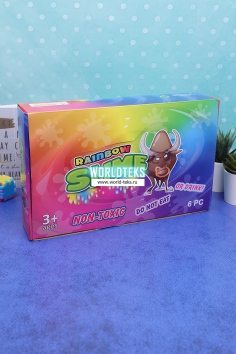 RAINBOW
SLIME
WORLDTEKS
www.world-teks.ru
3+
NON-TOXIC
DO NOT EAT
OR DRINK!
6 PC